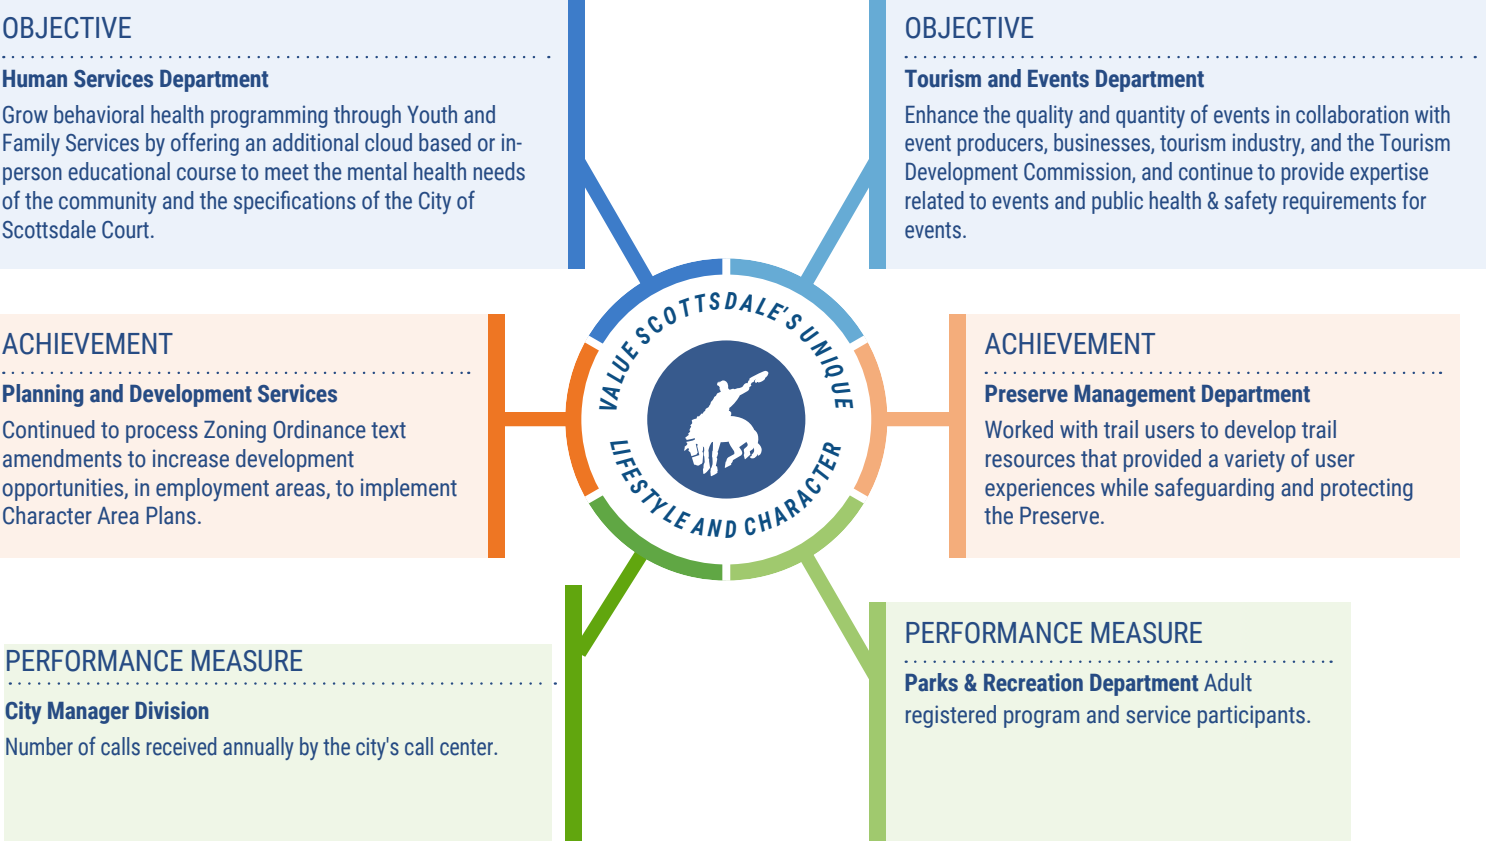 OBJECTIVE
Human Services Department
Grow behavioral health programming through Youth and
Family Services by offering an additional cloud based or in-
person educational course to meet the mental health needs
of the community and the specifications of the City of
Scottsdale Court.
OBJECTIVE
Tourism and Events Department
Enhance the quality and quantity of events in collaboration with
event producers, businesses, tourism industry, and the Tourism
Development Commission, and continue to provide expertise
related to events and public health & safety requirements for
events.
VALUE SCOTTSDALE'S UNIQUE
LIFESTYLE AND CHARACTER
ACHIEVEMENT
Planning and Development Services
Continued to process Zoning Ordinance text
amendments to increase development
opportunities, in employment areas, to implement
Character Area Plans.
ACHIEVEMENT
Preserve Management Department
Worked with trail users to develop trail
resources that provided a variety of user
experiences while safeguarding and protecting
the Preserve.
PERFORMANCE MEASURE
City Manager Division
Number of calls received annually by the city's call center.
PERFORMANCE MEASURE
Parks & Recreation Department Adult
registered program and service participants.